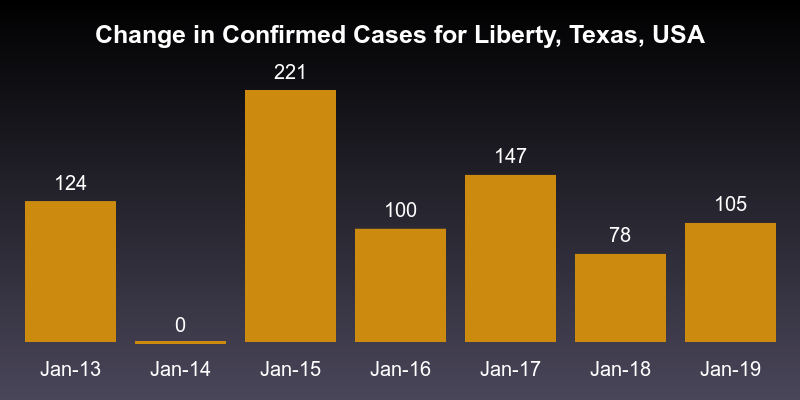 Change in Confirmed Cases for Liberty, Texas, USA
124
0
221
100
147
78
105
Jan-13
Jan-14
Jan-15
Jan-16
Jan-17
Jan-18
Jan-19